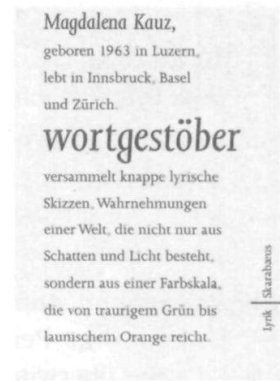 Magdalena Kauz,
geboren 1963 in Luzern,
lebt in Innsbruck, Basel
und Zürich.
wortgestöber
versammelt knappe lyrische
Skizzen, Wahrnehmungen
einer Welt, die nicht nur aus
Schatten und Licht besteht,
sondern aus einer Farbskala,
die von traurigem Grün bis
launischem Orange reicht.
lyrik | Skarabæus